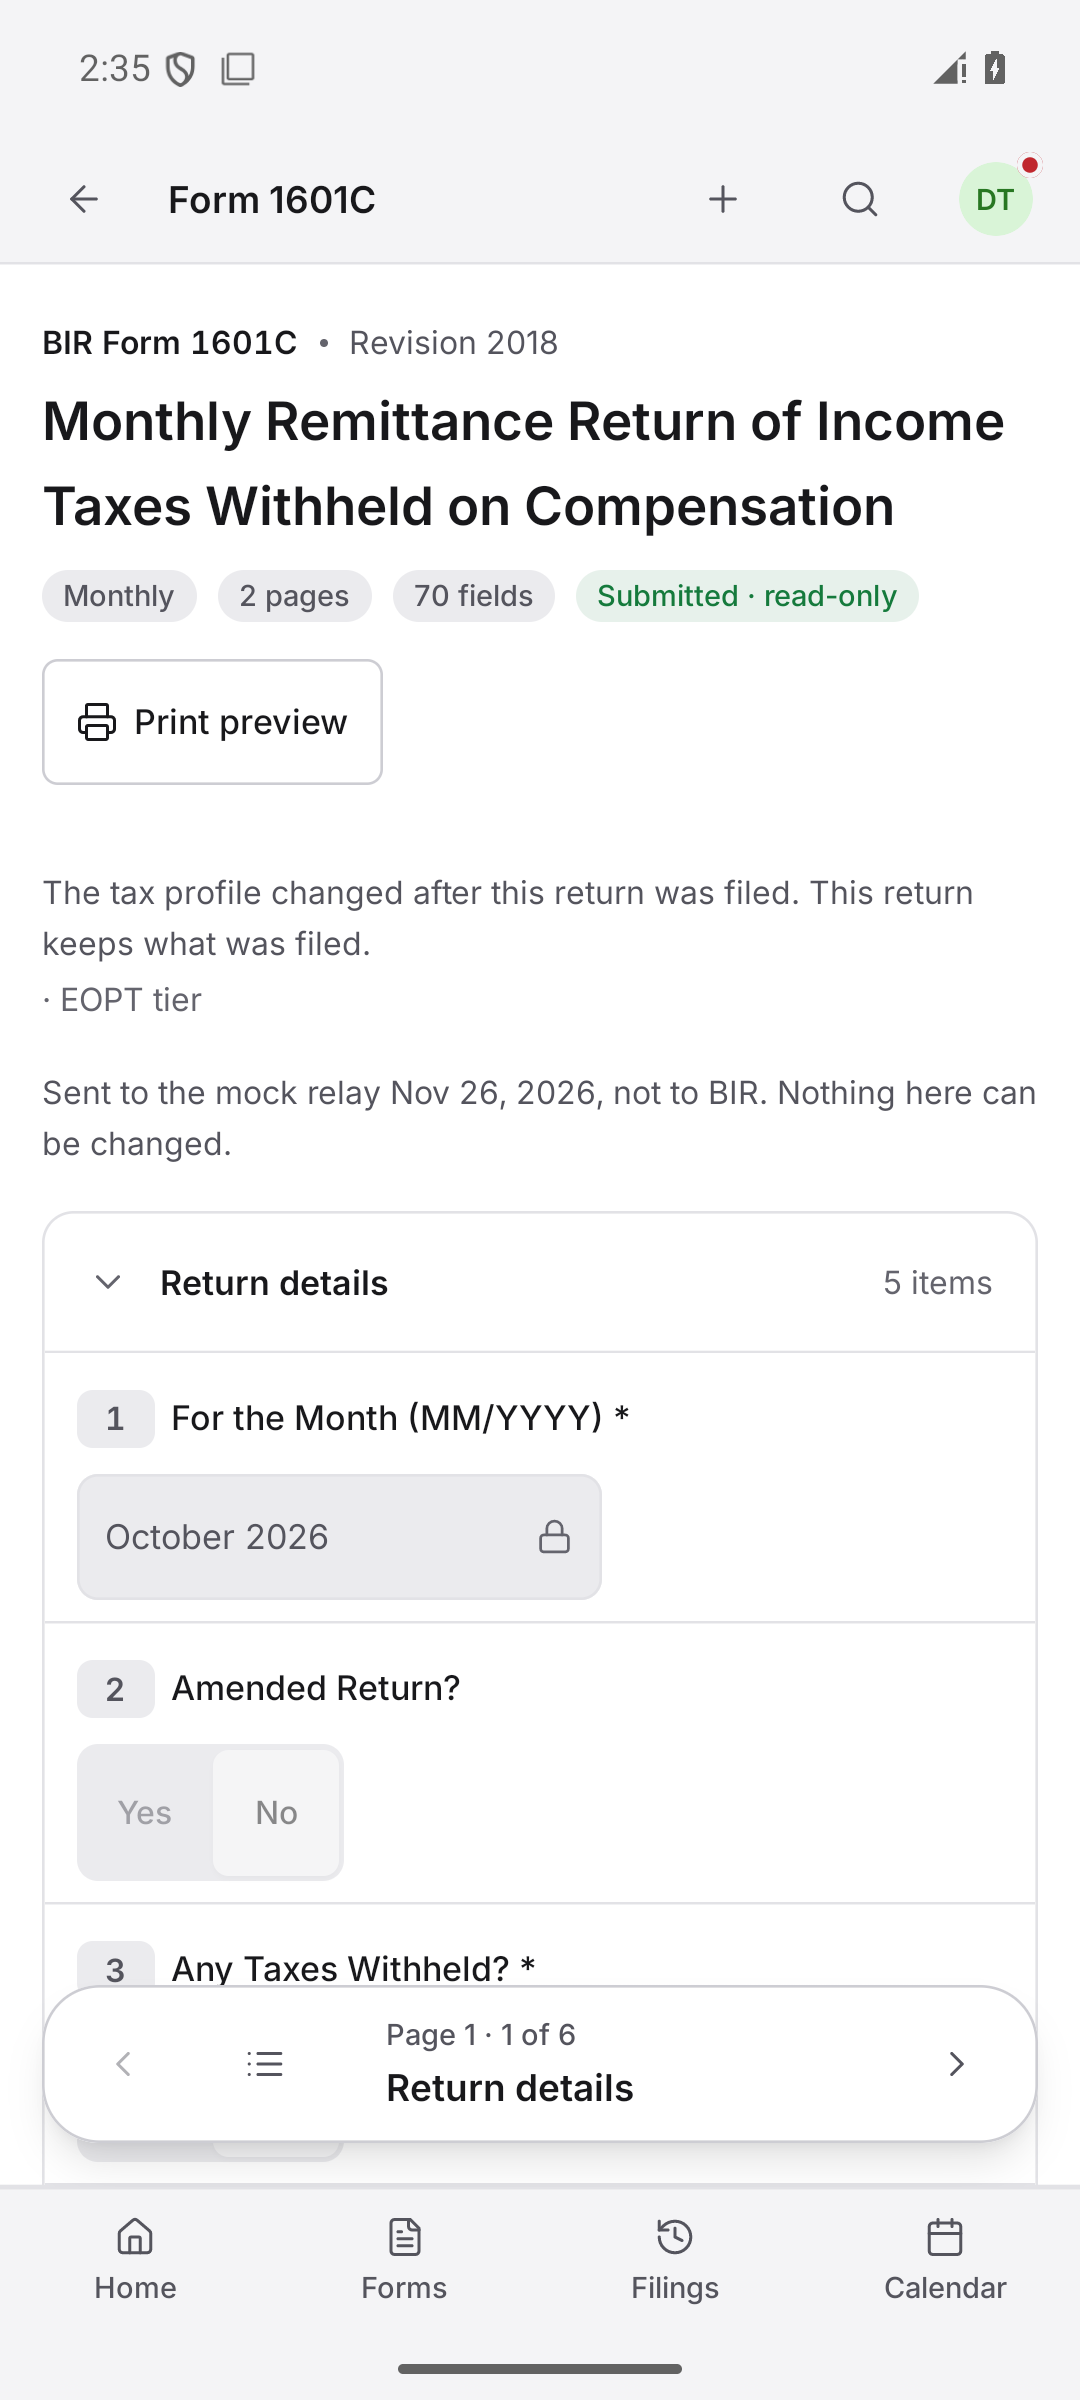 2:35
Form 1601C
DT
BIR Form 1601C • Revision 2018
Monthly Remittance Return of Income
Taxes Withheld on Compensation
Monthly
2 pages
70 fields
Submitted · read-only
Print preview
The tax profile changed after this return was filed. This return
keeps what was filed.
· EOPT tier
Sent to the mock relay Nov 26, 2026, not to BIR. Nothing here can
be changed.
Return details
5 items
1 For the Month (MM/YYYY) *
October 2026
2 Amended Return?
Yes No
3 Any Taxes Withheld? *
Page 1 · 1 of 6
Return details
Home
Forms
Filings
Calendar